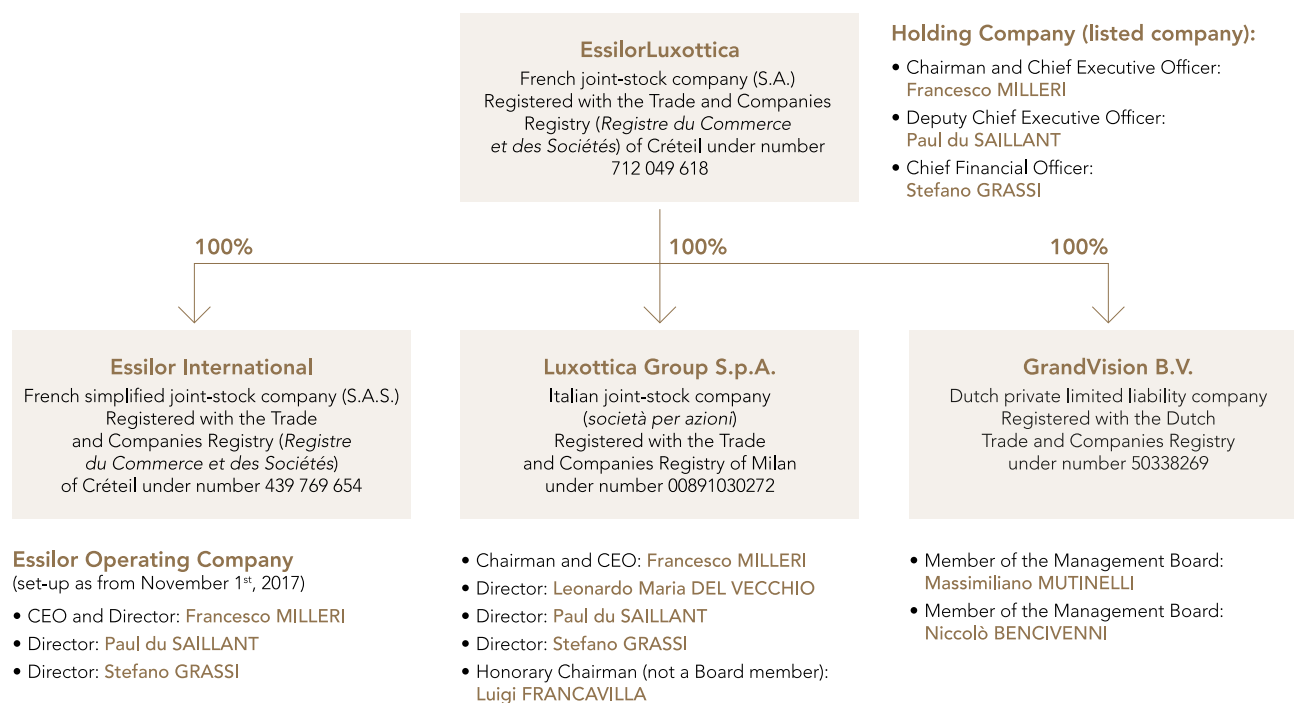 EssilorLuxottica
French joint-stock company (S.A.)
Registered with the Trade and Companies
Registry (Registre du Commerce
et des Sociétés) of Créteil under number
712 049 618
Holding Company (listed company):
• Chairman and Chief Executive Officer:
Francesco MILLERI
• Deputy Chief Executive Officer:
Paul du SAILLANT
• Chief Financial Officer:
Stefano GRASSI
100%
100%
100%
Essilor International
French simplified joint-stock company (S.A.S.)
Registered with the Trade
and Companies Registry (Registre
du Commerce et des Sociétés)
of Créteil under number 439 769 654
Luxottica Group S.p.A.
Italian joint-stock company
(società per azioni)
Registered with the Trade
and Companies Registry of Milan
under number 00891030272
GrandVision B.V.
Dutch private limited liability company
Registered with the Dutch
Trade and Companies Registry
under number 50338269
Essilor Operating Company
(set-up as from November 1st, 2017)
• CEO and Director: Francesco MILLERI
• Director: Paul du SAILLANT
• Director: Stefano GRASSI
• Chairman and CEO: Francesco MILLERI
• Director: Leonardo Maria DEL VECCHIO
• Director: Paul du SAILLANT
• Director: Stefano GRASSI
• Honorary Chairman (not a Board member):
Luigi FRANCAVILLA
• Member of the Management Board:
Massimiliano MUTINELLI
• Member of the Management Board:
Niccolò BENCIVENNI